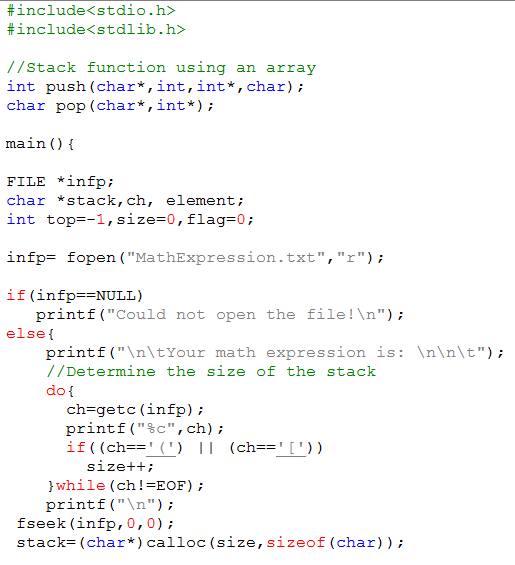 #include<stdio.h>
#include<stdlib.h>
//Stack function using an array
int push(char*,int,int*,char);
char pop(char*,int*);
main(){
FILE *infp;
char *stack,ch, element;
int top=-1,size=0,flag=0;
infp= fopen("MathExpression.txt","r");
if(infp==NULL)
printf("Could not open the file!\n");
else{
printf("\n\tYour math expression is: \n\n\t");
//Determine the size of the stack
do{
ch=getc(infp);
printf("%c",ch);
if((ch=='(') || (ch=='['))
size++;
}while(ch!=EOF);
printf("\n");
fseek(infp,0,0);
stack=(char*)calloc(size,sizeof(char));